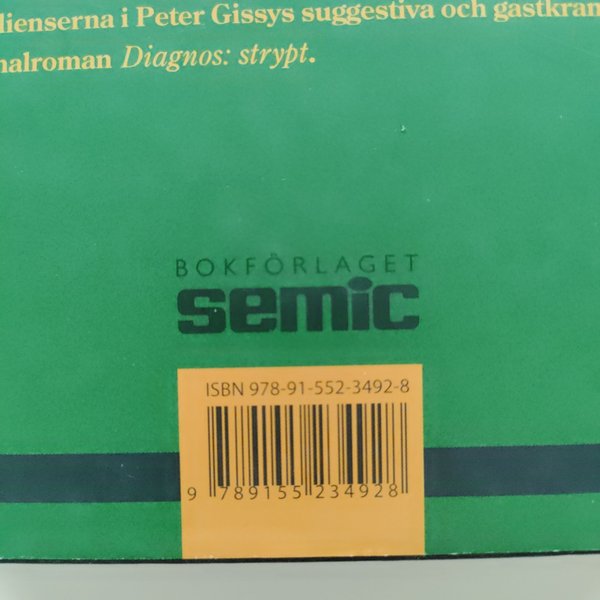 lienserna i Peter Gissys suggestiva och gastkram
nalroman Diagnos: strypt.
BOKFÖRLAGET
semic
ISBN 978-91-552-3492-8
9 789155 234928